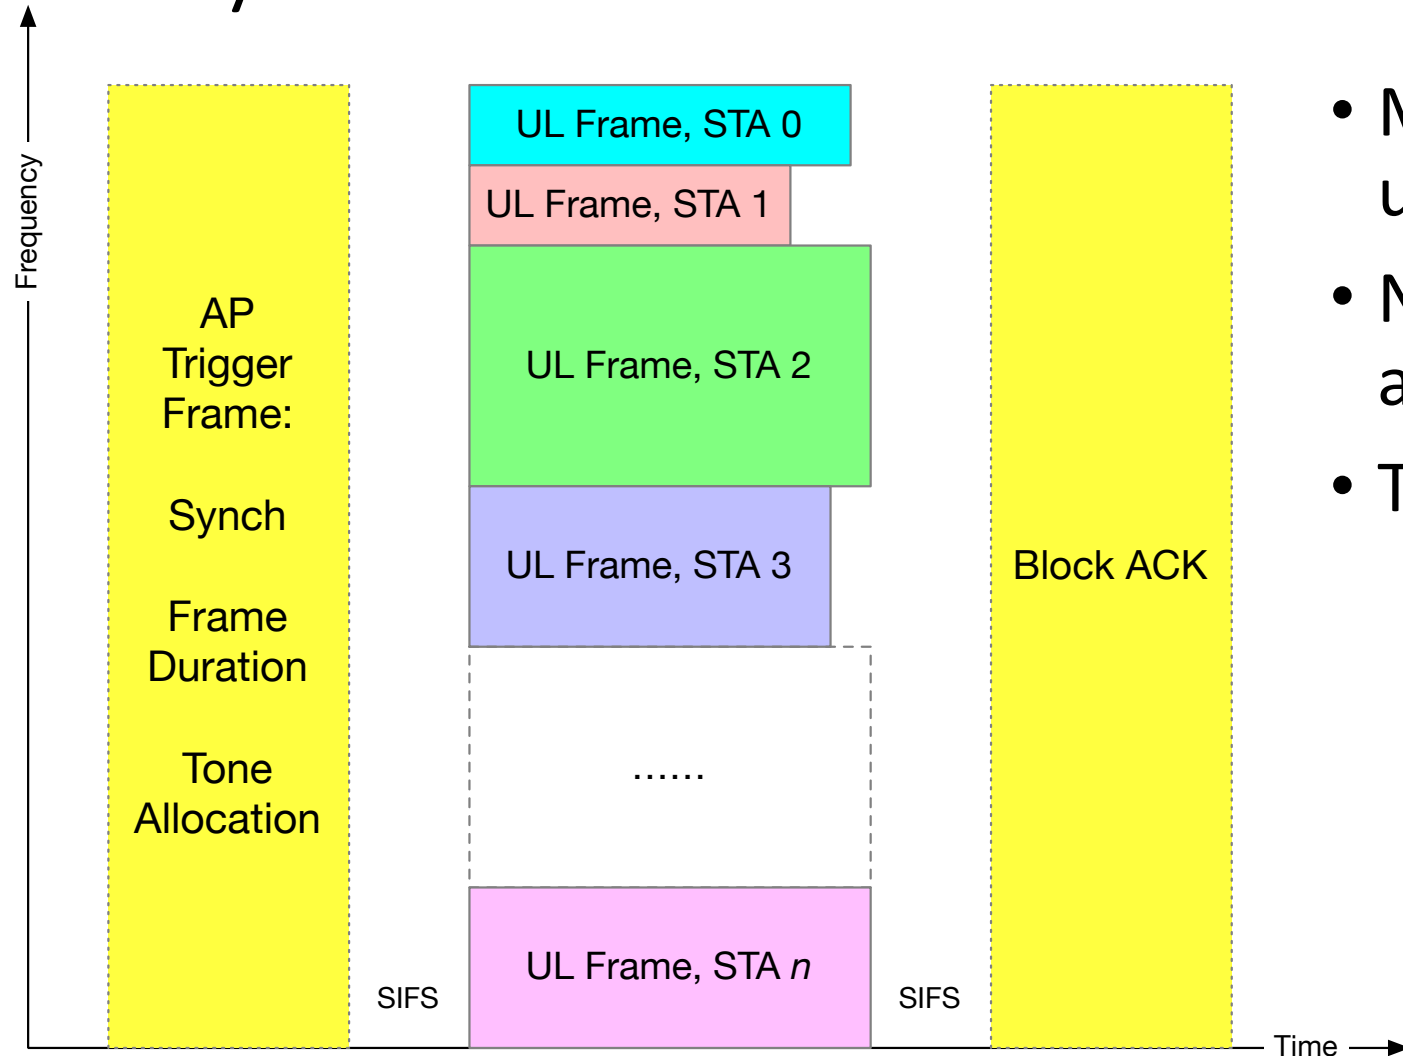 Frequency
AP
Trigger
Frame:
Synch
Frame
Duration
Tone
Allocation
SIFS
UL Frame, STA 0
UL Frame, STA 1
UL Frame, STA 2
UL Frame, STA 3
......
UL Frame, STA n
SIFS
Block ACK
Time